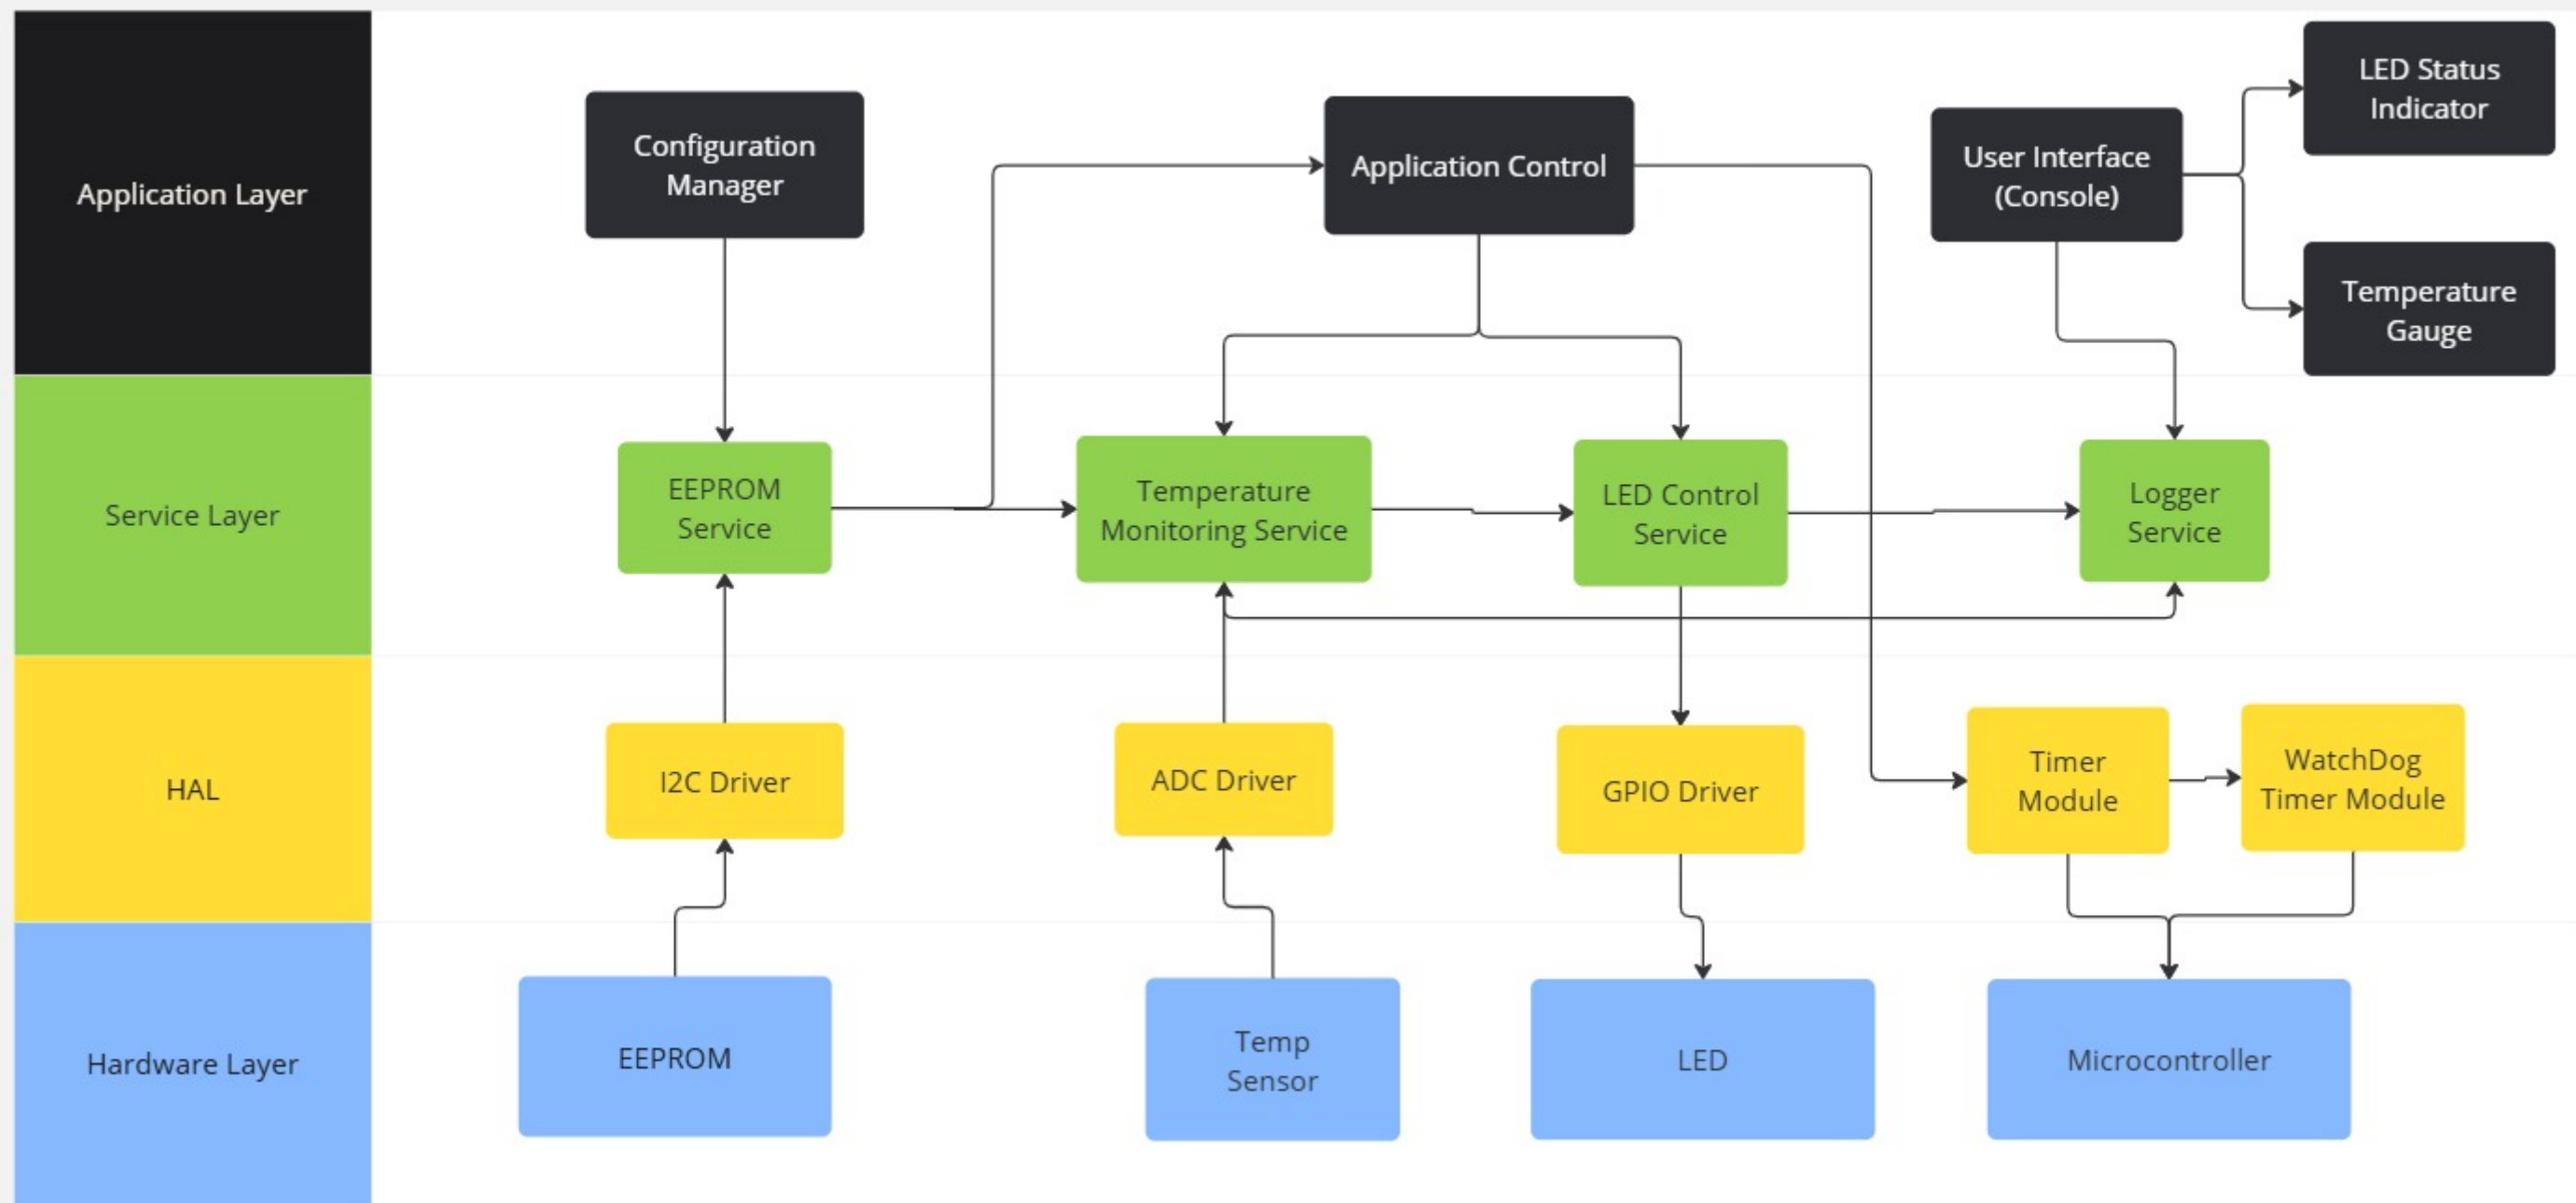 Application Layer
Configuration
Manager
Application Control
User Interface
(Console)
LED Status
Indicator
Temperature
Gauge
Service Layer
EEPROM
Service
Temperature
Monitoring Service
LED Control
Service
Logger
Service
HAL
I2C Driver
ADC Driver
GPIO Driver
Timer
Module
WatchDog
Timer Module
Hardware Layer
EEPROM
Temp
Sensor
LED
Microcontroller